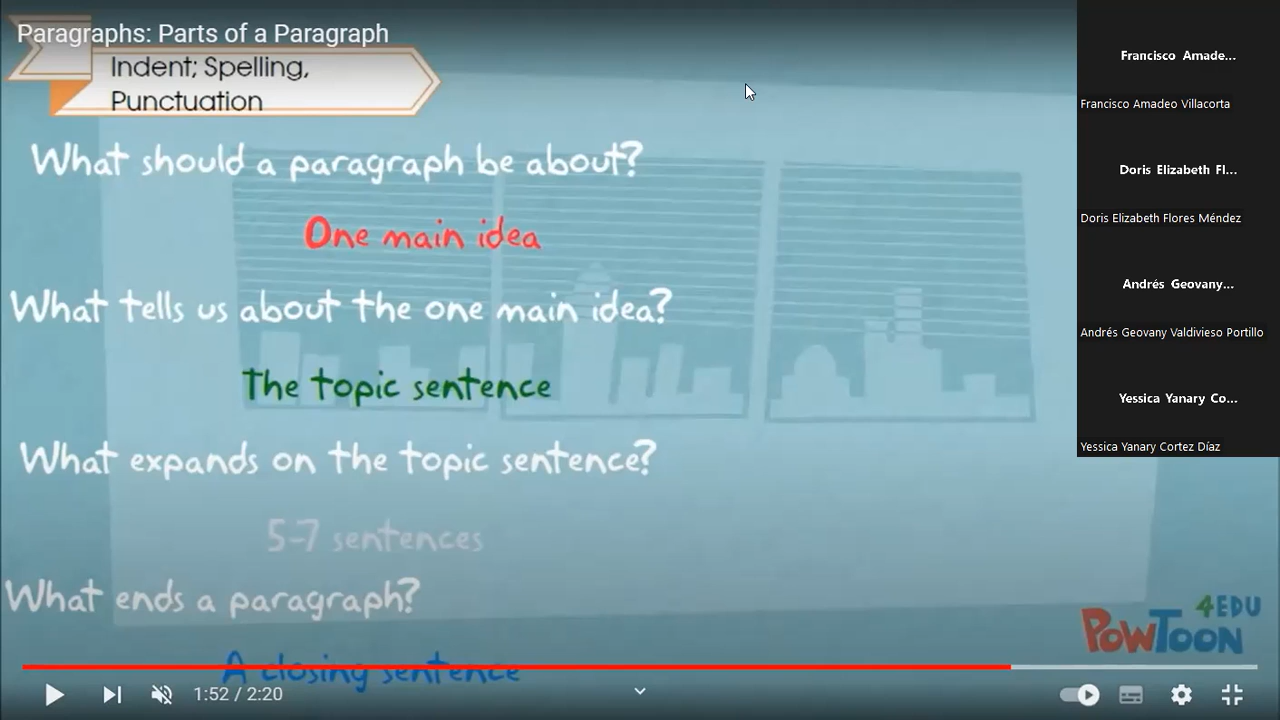 Paragraphs: Parts of a Paragraph
Indent; Spelling,
Punctuation
What should a paragraph be about?
One main idea
What tells us about the one main idea?
The topic sentence
What expands on the topic sentence?
5-7 sentences
What ends a paragraph?
A closing sentence
1:52 / 2:20
4EDU
PowToon
Francisco Amade...
Francisco Amadeo Villacorta
Doris Elizabeth Fl...
Doris Elizabeth Flores Méndez
Andrés Geovany...
Andrés Geovany Valdivieso Portillo
Yessica Yanary Co...
Yessica Yanary Cortez Díaz